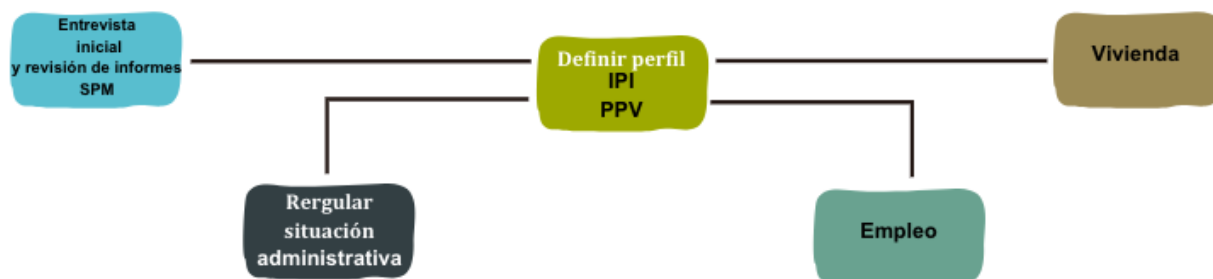 Entrevista
inicial
y revisión de informes
SPM
Definir perfil
IPI
PPV
Vivienda
Rergular
situación
administrativa
Empleo